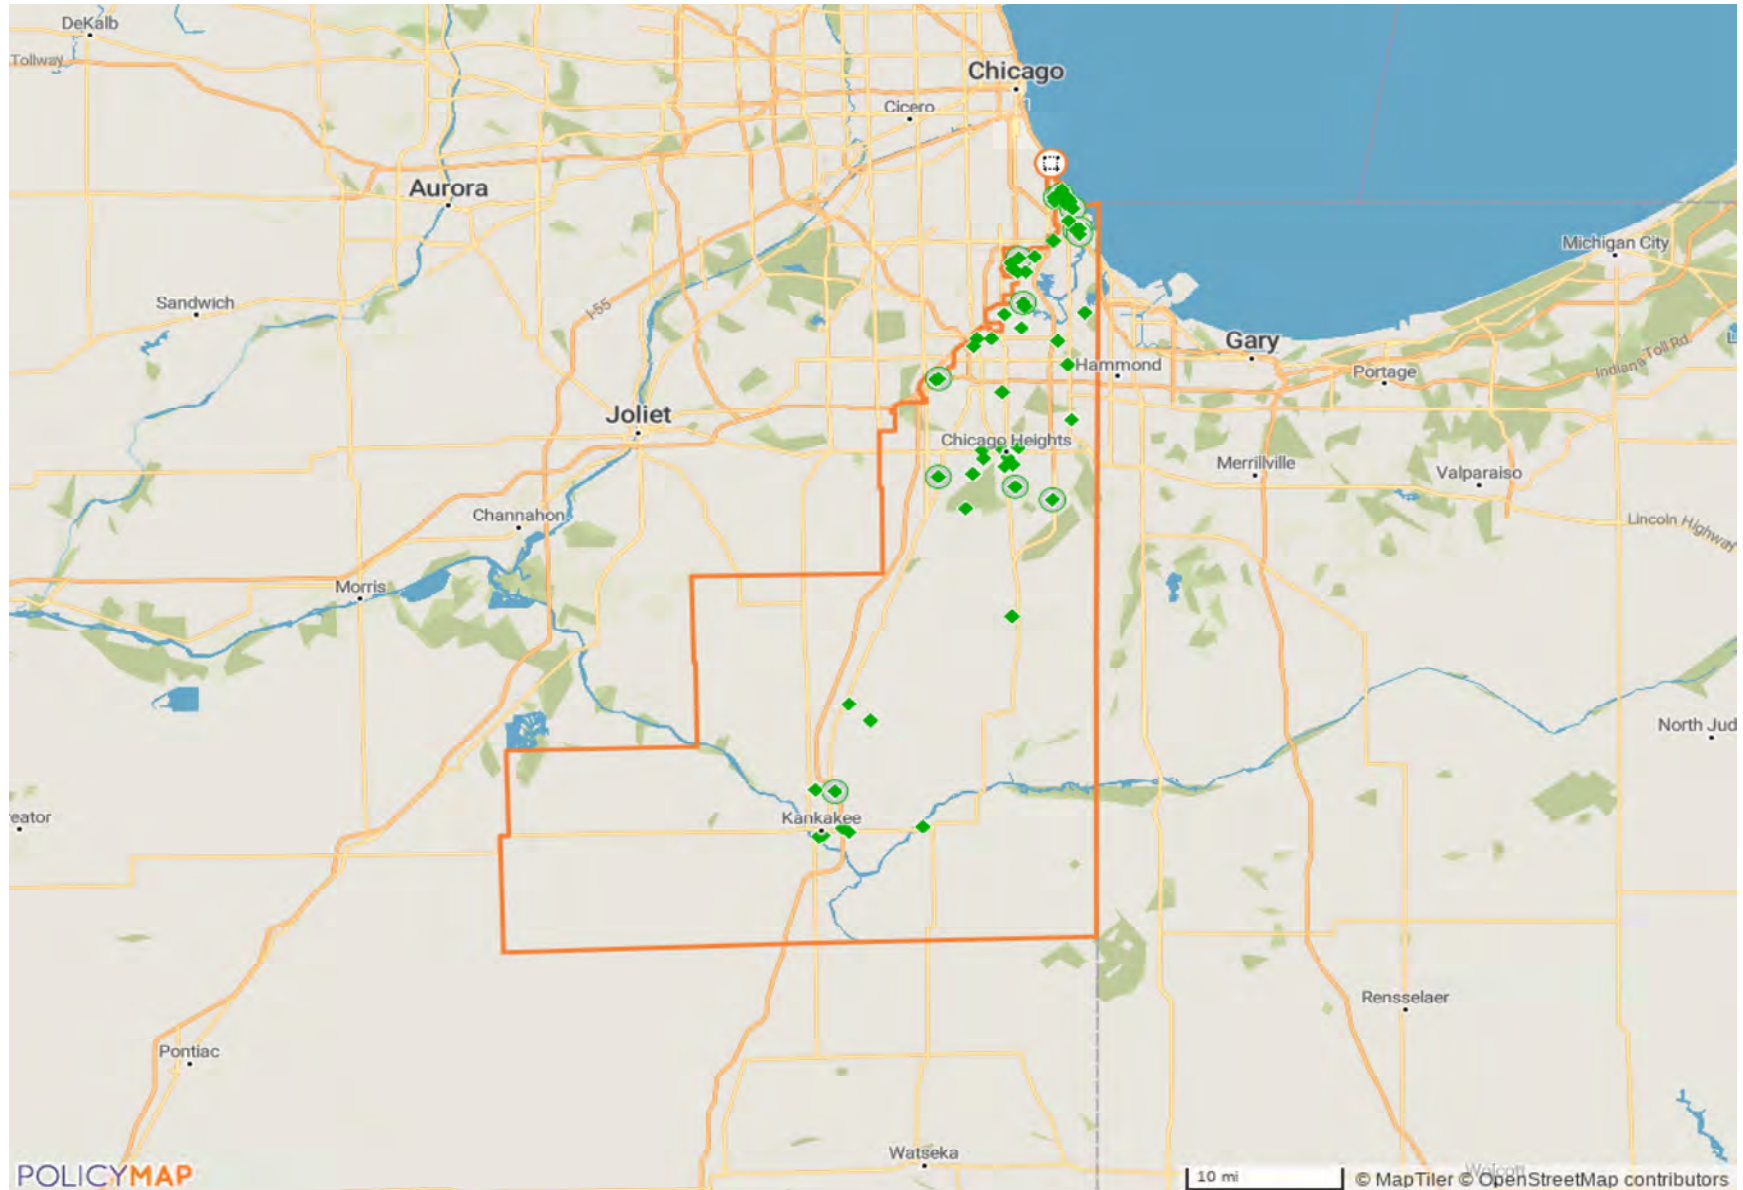 DeKalb
Tollway
Chicago
Cicero
Aurora
Michigan City
Sandwich
I-55
Gary
Indiana Toll Rd
Hammond
Portage
Joliet
Chicago Heights
Merrillville
Valparaiso
Channahon
Lincoln Highway
Morris
North Jud
eator
Kankakee
Rensselaer
Pontiac
Watseka
Wolcott
POLICYMAP
10 mi
© MapTiler © OpenStreetMap contributors